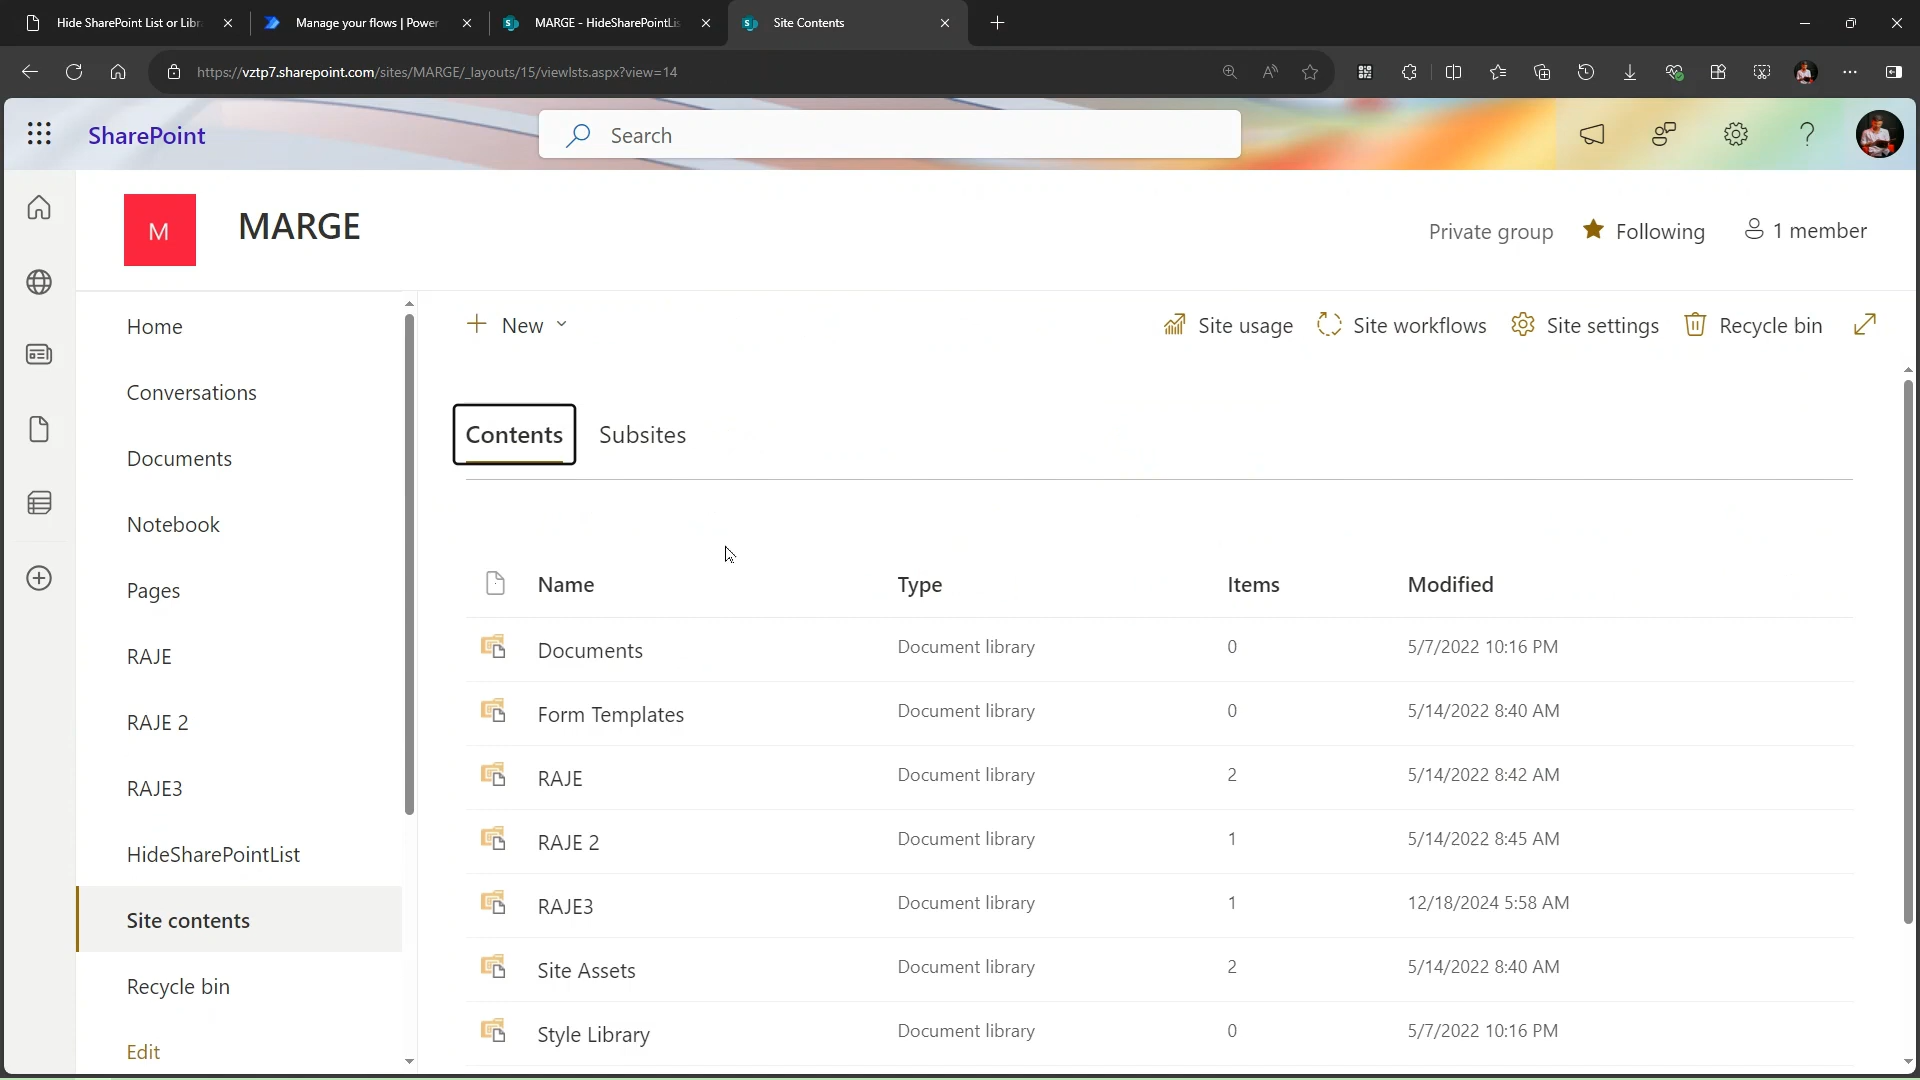 Hide SharePoint List or Libr
Manage your flows | Power
MARGE - HideSharePointLis
Site Contents
https://vztp7.sharepoint.com/sites/MARGE/_layouts/15/viewlsts.aspx?view=14
SharePoint
Search
M
MARGE
Private group
Following
1 member
Home
Conversations
Documents
Notebook
Pages
RAJE
RAJE 2
RAJE3
HideSharePointList
Site contents
Recycle bin
Edit
New
Site usage
Site workflows
Site settings
Recycle bin
Contents
Subsites
Name Type Items Modified
Documents Document library 0 5/7/2022 10:16 PM
Form Templates Document library 0 5/14/2022 8:40 AM
RAJE Document library 2 5/14/2022 8:42 AM
RAJE 2 Document library 1 5/14/2022 8:45 AM
RAJE3 Document library 1 12/18/2024 5:58 AM
Site Assets Document library 2 5/14/2022 8:40 AM
Style Library Document library 0 5/7/2022 10:16 PM